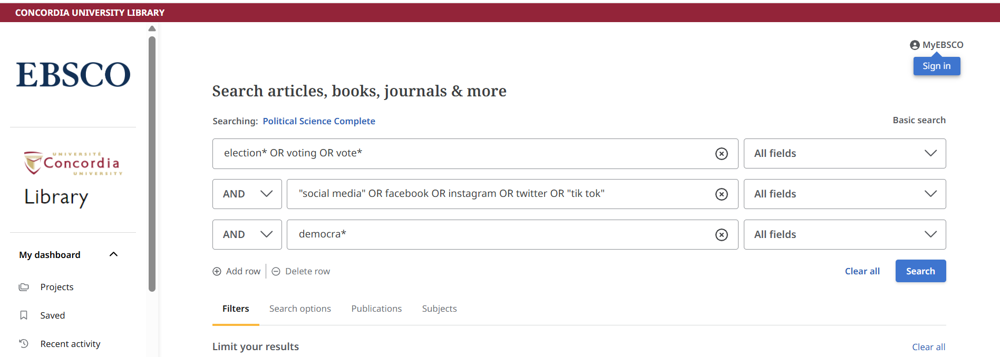 CONCORDIA UNIVERSITY LIBRARY
EBSCO
UNIVERSITÉ
Concordia
UNIVERSITY
Library
My dashboard
Projects
Saved
Recent activity
MyEBSCO
Sign in
Search articles, books, journals & more
Searching: Political Science Complete
Basic search
election* OR voting OR vote*
All fields
AND
"social media" OR facebook OR instagram OR twitter OR "tik tok"
All fields
AND
democra*
All fields
Add row
Delete row
Clear all
Search
Filters
Search options
Publications
Subjects
Limit your results
Clear all